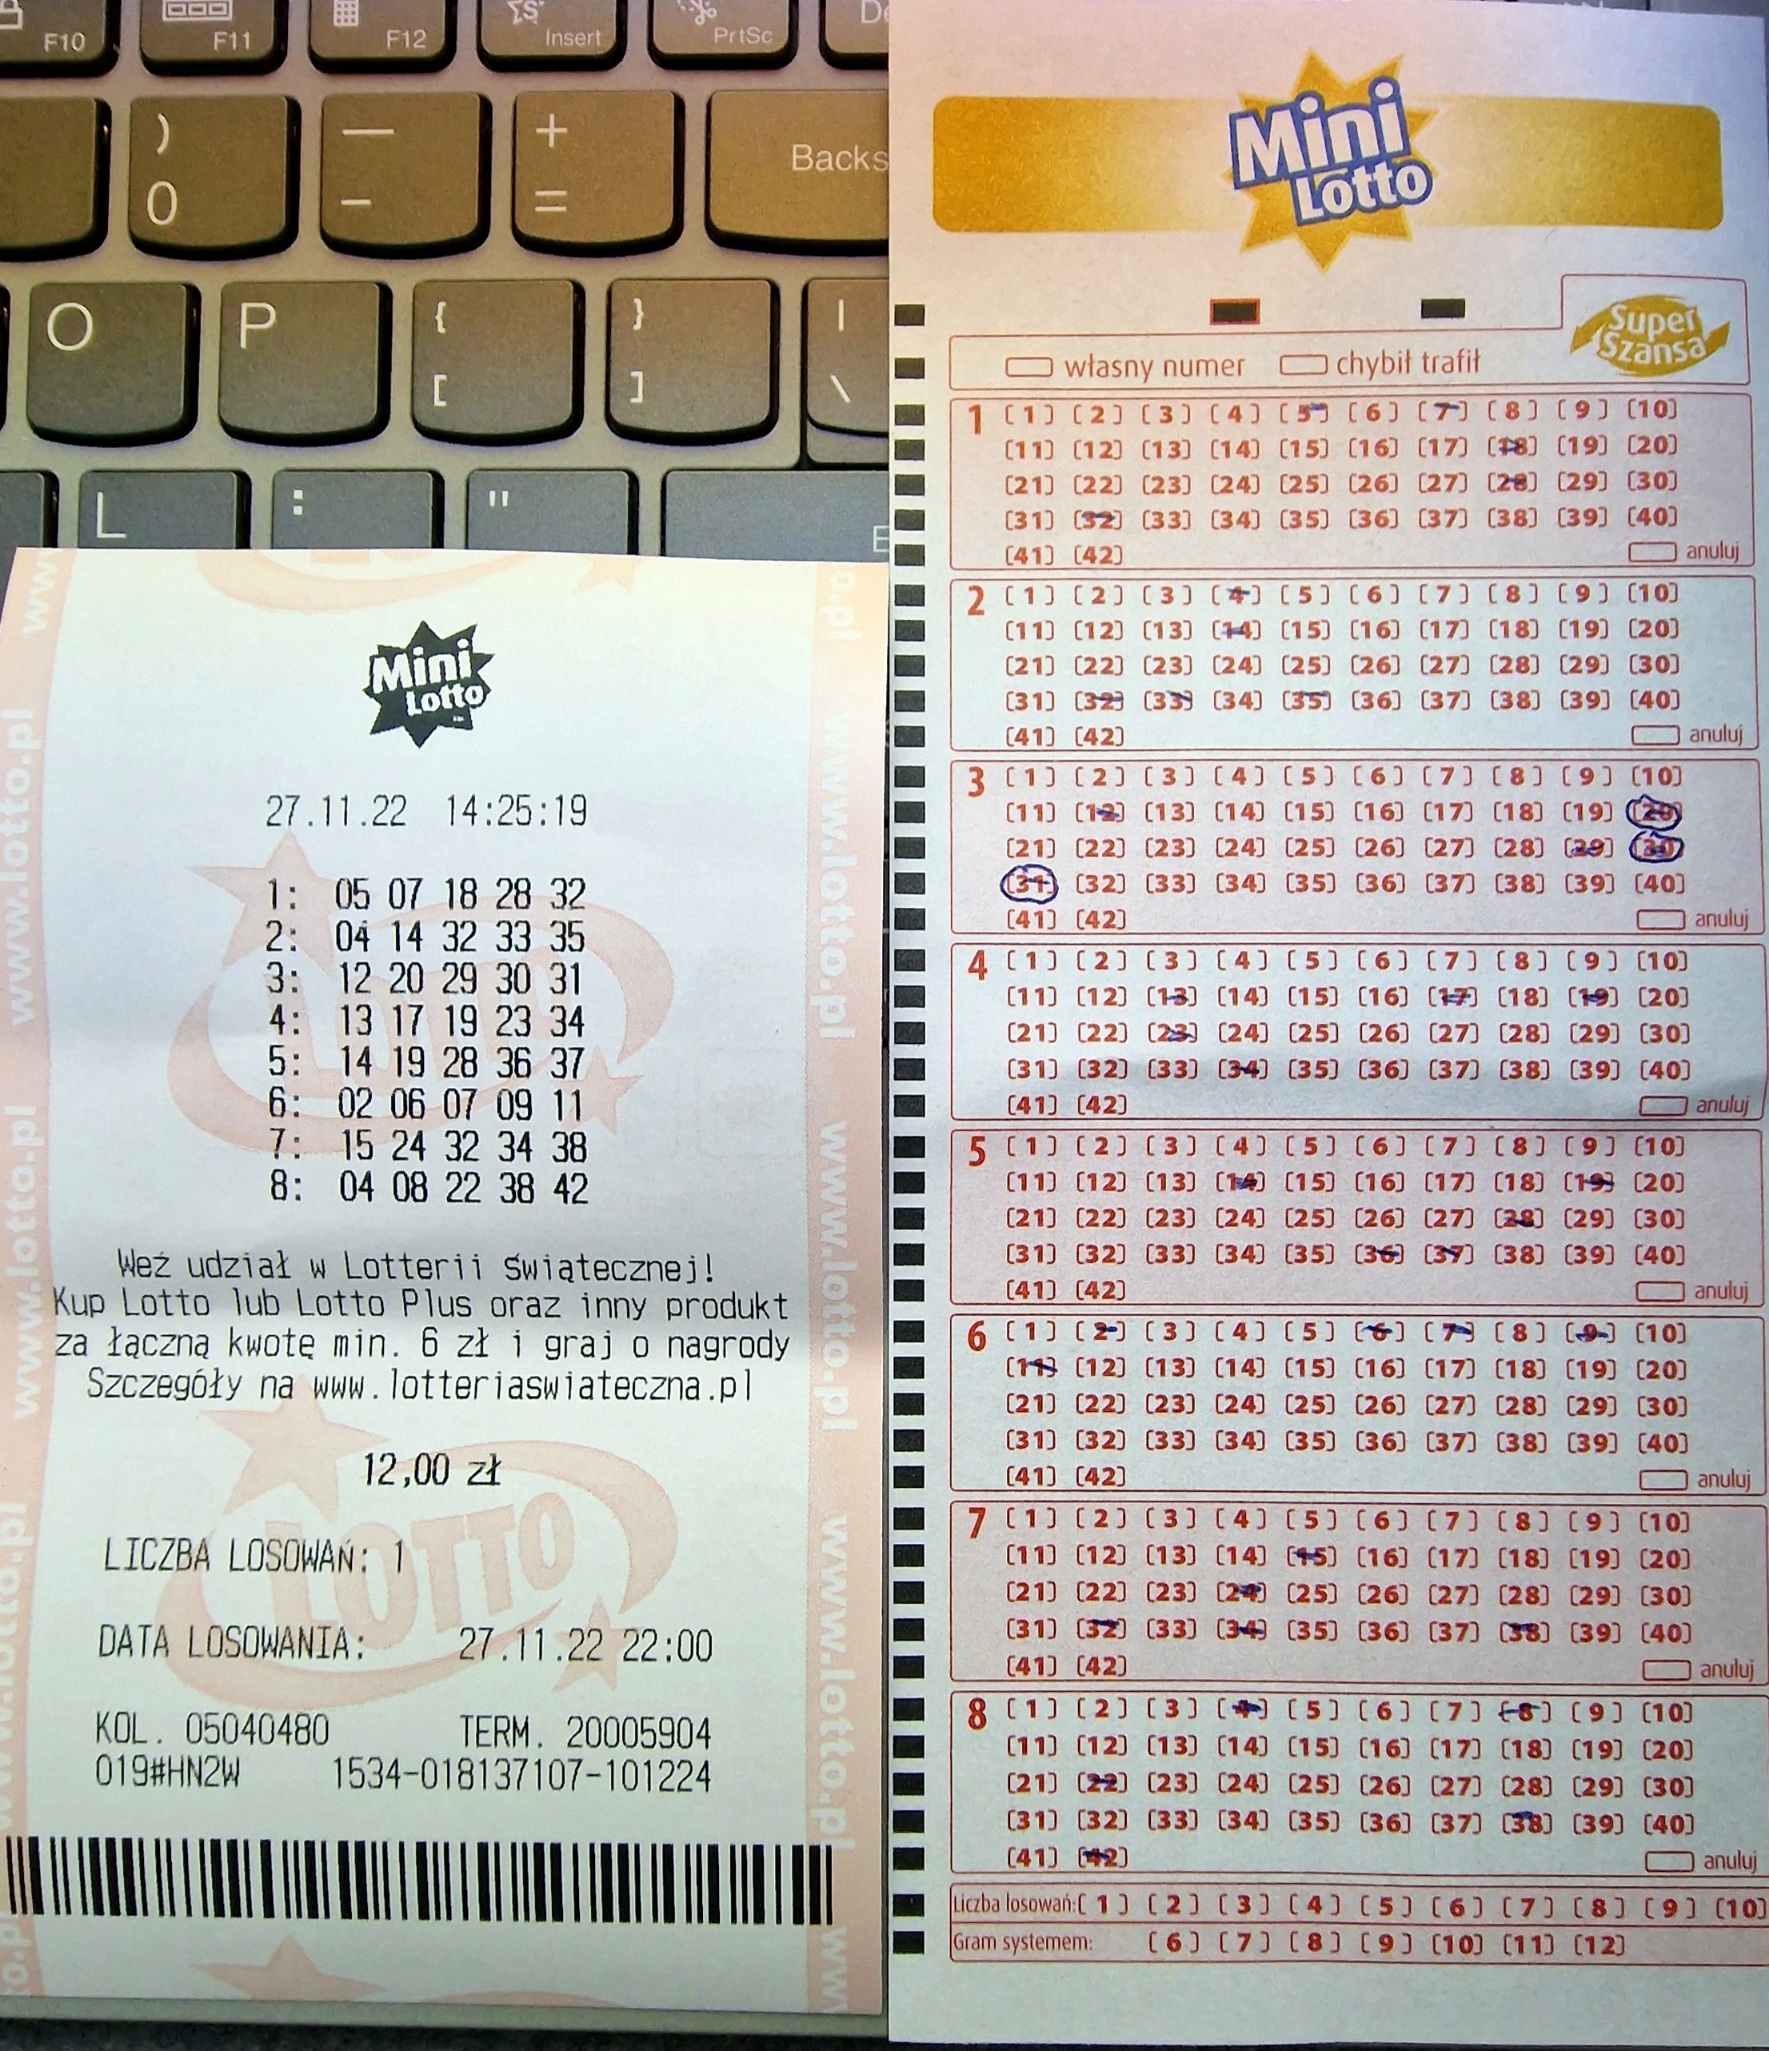 F10 F11 F12 Insert PrtSc De
) — + Backs
0 - =
O P { } |
[ ] \
L : "
Mini
Lotto
27.11.22 14:25:19
1: 05 07 18 28 32
2: 04 14 32 33 35
3: 12 20 29 30 31
4: 13 17 19 23 34
5: 14 19 28 36 37
6: 02 06 07 09 11
7: 15 24 32 34 38
8: 04 08 22 38 42
Weź udział w Lotterii Świątecznej!
Kup Lotto lub Lotto Plus oraz inny produkt
za łączną kwotę min. 6 zł i graj o nagrody
Szczegóły na www.lotteriaswiateczna.pl
12,00 zł
LICZBA LOSOWAŃ: 1
DATA LOSOWANIA: 27.11.22 22:00
KOL. 05040480 TERM. 20005904
019#HN2W 1534-018137107-101224
LOTTO
www.lotto.pl
Mini
Lotto
Super
Szansa
własny numer chybił trafił
1 [1] [2] [3] [4] [5] [6] [7] [8] [9] [10]
[11] [12] [13] [14] [15] [16] [17] [18] [19] [20]
[21] [22] [23] [24] [25] [26] [27] [28] [29] [30]
[31] [32] [33] [34] [35] [36] [37] [38] [39] [40]
[41] [42] anuluj
2 [1] [2] [3] [4] [5] [6] [7] [8] [9] [10]
[11] [12] [13] [14] [15] [16] [17] [18] [19] [20]
[21] [22] [23] [24] [25] [26] [27] [28] [29] [30]
[31] [32] [33] [34] [35] [36] [37] [38] [39] [40]
[41] [42] anuluj
3 [1] [2] [3] [4] [5] [6] [7] [8] [9] [10]
[11] [12] [13] [14] [15] [16] [17] [18] [19] [20]
[21] [22] [23] [24] [25] [26] [27] [28] [29] [30]
[31] [32] [33] [34] [35] [36] [37] [38] [39] [40]
[41] [42] anuluj
4 [1] [2] [3] [4] [5] [6] [7] [8] [9] [10]
[11] [12] [13] [14] [15] [16] [17] [18] [19] [20]
[21] [22] [23] [24] [25] [26] [27] [28] [29] [30]
[31] [32] [33] [34] [35] [36] [37] [38] [39] [40]
[41] [42] anuluj
5 [1] [2] [3] [4] [5] [6] [7] [8] [9] [10]
[11] [12] [13] [14] [15] [16] [17] [18] [19] [20]
[21] [22] [23] [24] [25] [26] [27] [28] [29] [30]
[31] [32] [33] [34] [35] [36] [37] [38] [39] [40]
[41] [42] anuluj
6 [1] [2] [3] [4] [5] [6] [7] [8] [9] [10]
[11] [12] [13] [14] [15] [16] [17] [18] [19] [20]
[21] [22] [23] [24] [25] [26] [27] [28] [29] [30]
[31] [32] [33] [34] [35] [36] [37] [38] [39] [40]
[41] [42] anuluj
7 [1] [2] [3] [4] [5] [6] [7] [8] [9] [10]
[11] [12] [13] [14] [15] [16] [17] [18] [19] [20]
[21] [22] [23] [24] [25] [26] [27] [28] [29] [30]
[31] [32] [33] [34] [35] [36] [37] [38] [39] [40]
[41] [42] anuluj
8 [1] [2] [3] [4] [5] [6] [7] [8] [9] [10]
[11] [12] [13] [14] [15] [16] [17] [18] [19] [20]
[21] [22] [23] [24] [25] [26] [27] [28] [29] [30]
[31] [32] [33] [34] [35] [36] [37] [38] [39] [40]
[41] [42] anuluj
Liczba losowań: [1] [2] [3] [4] [5] [6] [7] [8] [9] [10]
Gram systemem: [6] [7] [8] [9] [10] [11] [12]